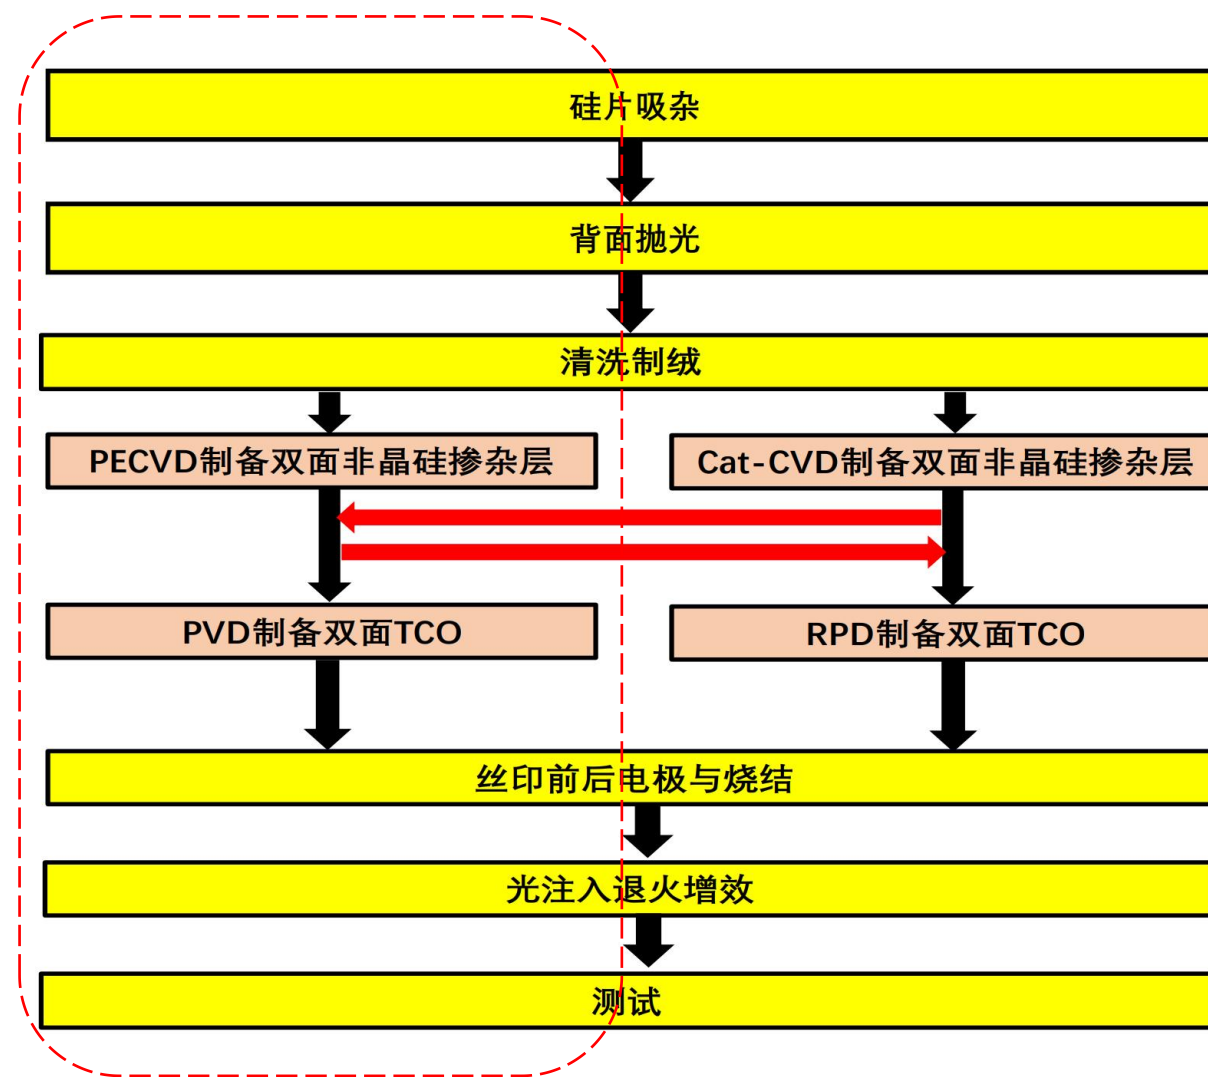 硅片吸杂
背面抛光
清洗制绒
PECVD制备双面非晶硅掺杂层
Cat-CVD制备双面非晶硅掺杂层
PVD制备双面TCO
RPD制备双面TCO
丝印前后电极与烧结
光注入退火增效
测试